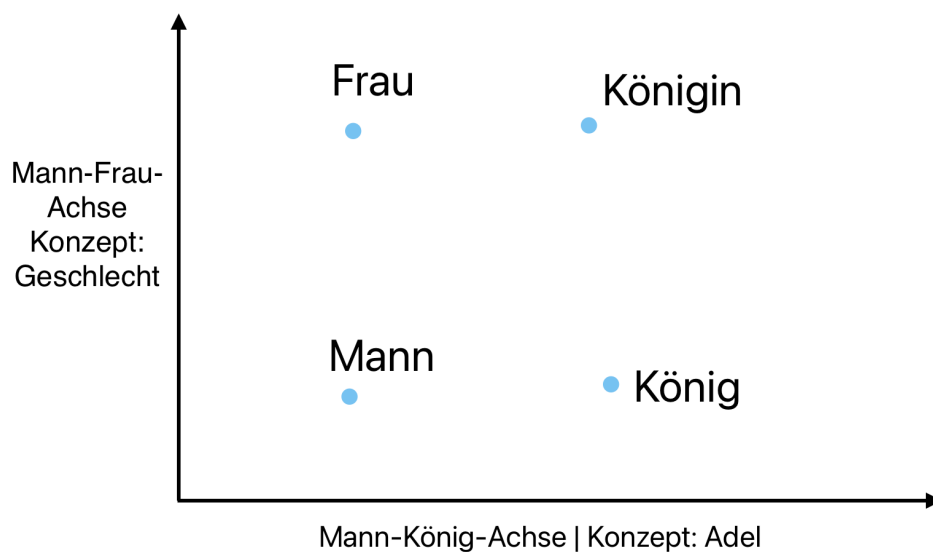 Frau
Königin
Mann-Frau-
Achse
Konzept:
Geschlecht
Mann
König
Mann-König-Achse | Konzept: Adel